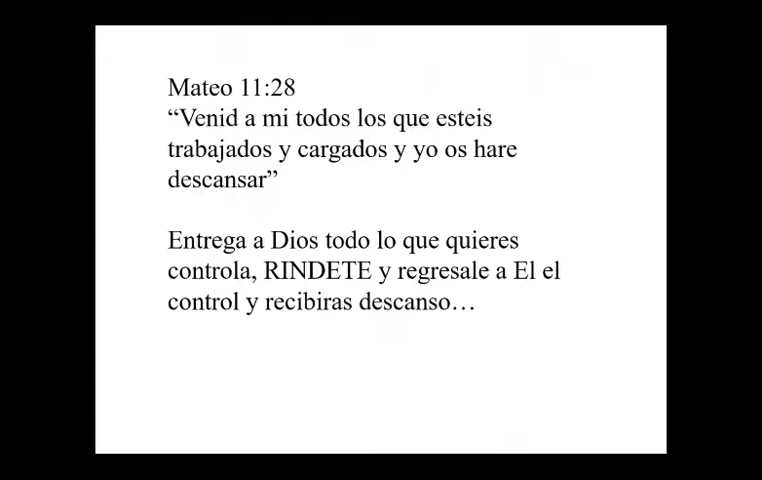 Mateo 11:28
“Venid a mi todos los que esteis
trabajados y cargados y yo os hare
descansar”
Entrega a Dios todo lo que quieres
controla, RINDETE y regresale a El el
control y recibiras descanso…